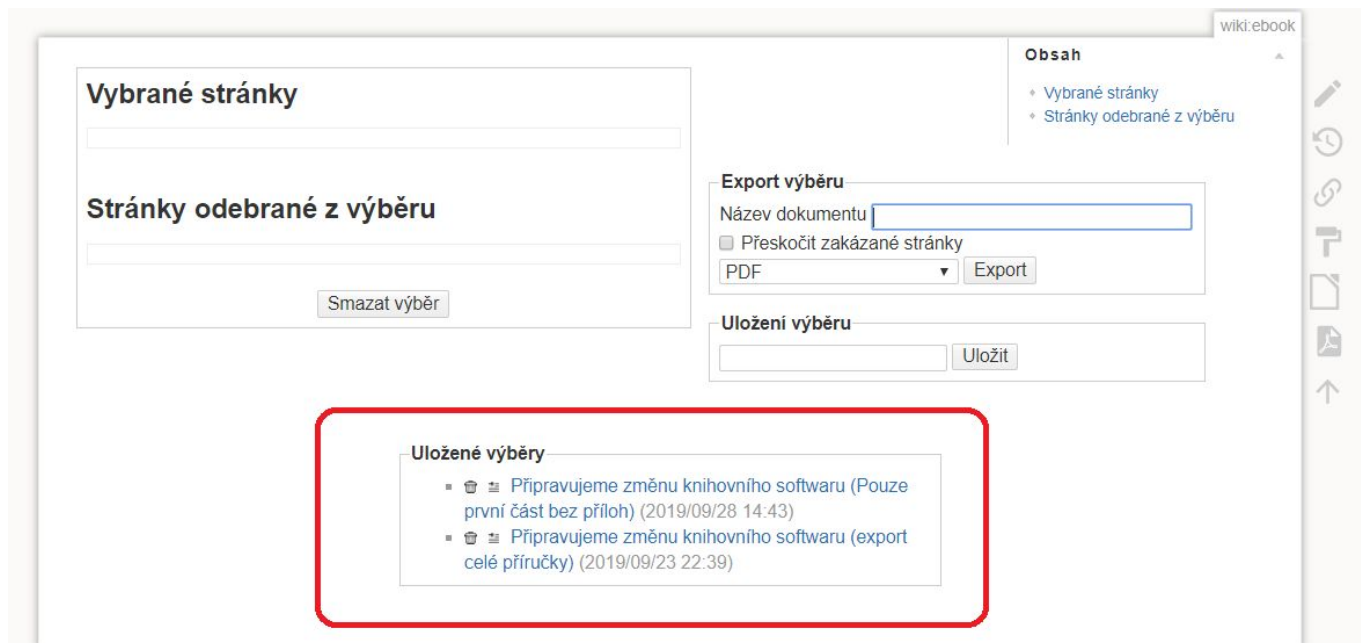 wiki:ebook
Obsah
Vybrané stránky
Stránky odebrané z výběru
Vybrané stránky
Stránky odebrané z výběru
Smazat výběr
Export výběru
Název dokumentu
Přeskočit zakázané stránky
PDF Export
Uložení výběru
Uložit
Uložené výběry
Připravujeme změnu knihovního softwaru (Pouze
první část bez příloh) (2019/09/28 14:43)
Připravujeme změnu knihovního softwaru (export
celé příručky) (2019/09/23 22:39)